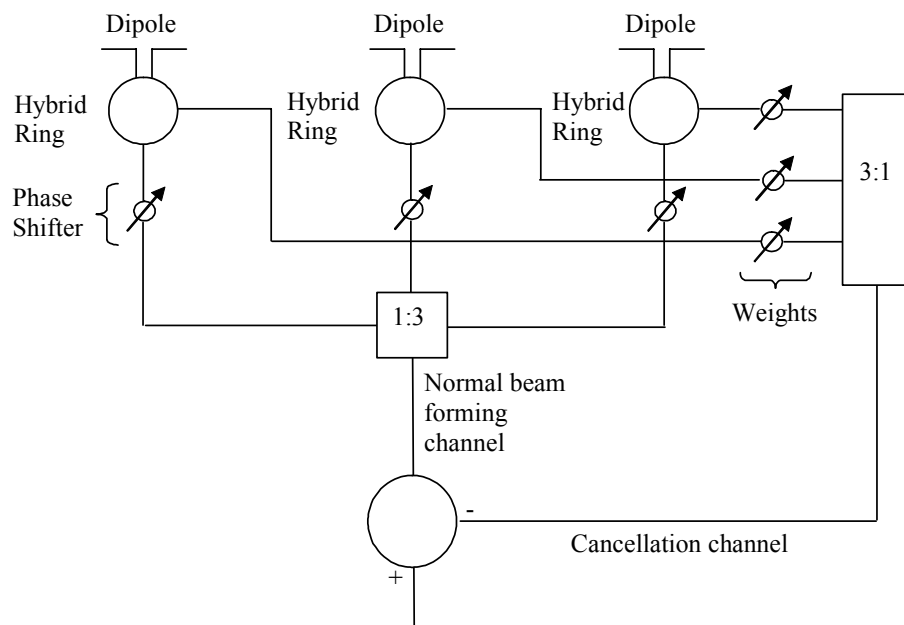 Dipole
Dipole
Dipole
Hybrid
Ring
Hybrid
Ring
Hybrid
Ring
Phase
Shifter
3:1
1:3
Weights
Normal beam
forming
channel
-
Cancellation channel
+